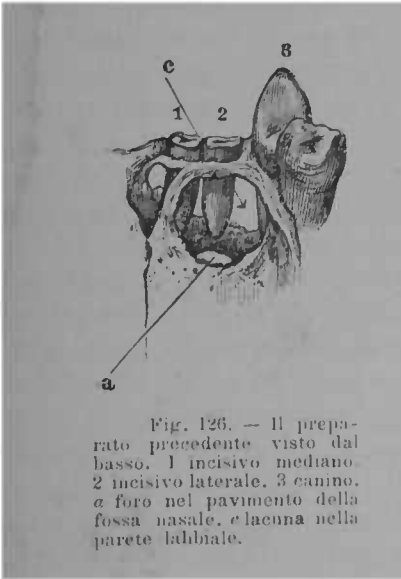 3
c
1 2
a
Fig. 126. — Il prepa-
rato precedente visto dal
basso. 1 incisivo mediano.
2 incisivo laterale. 3 canino.
a foro nel pavimento della
fossa nasale. c lacuna nella
parete labbiale.